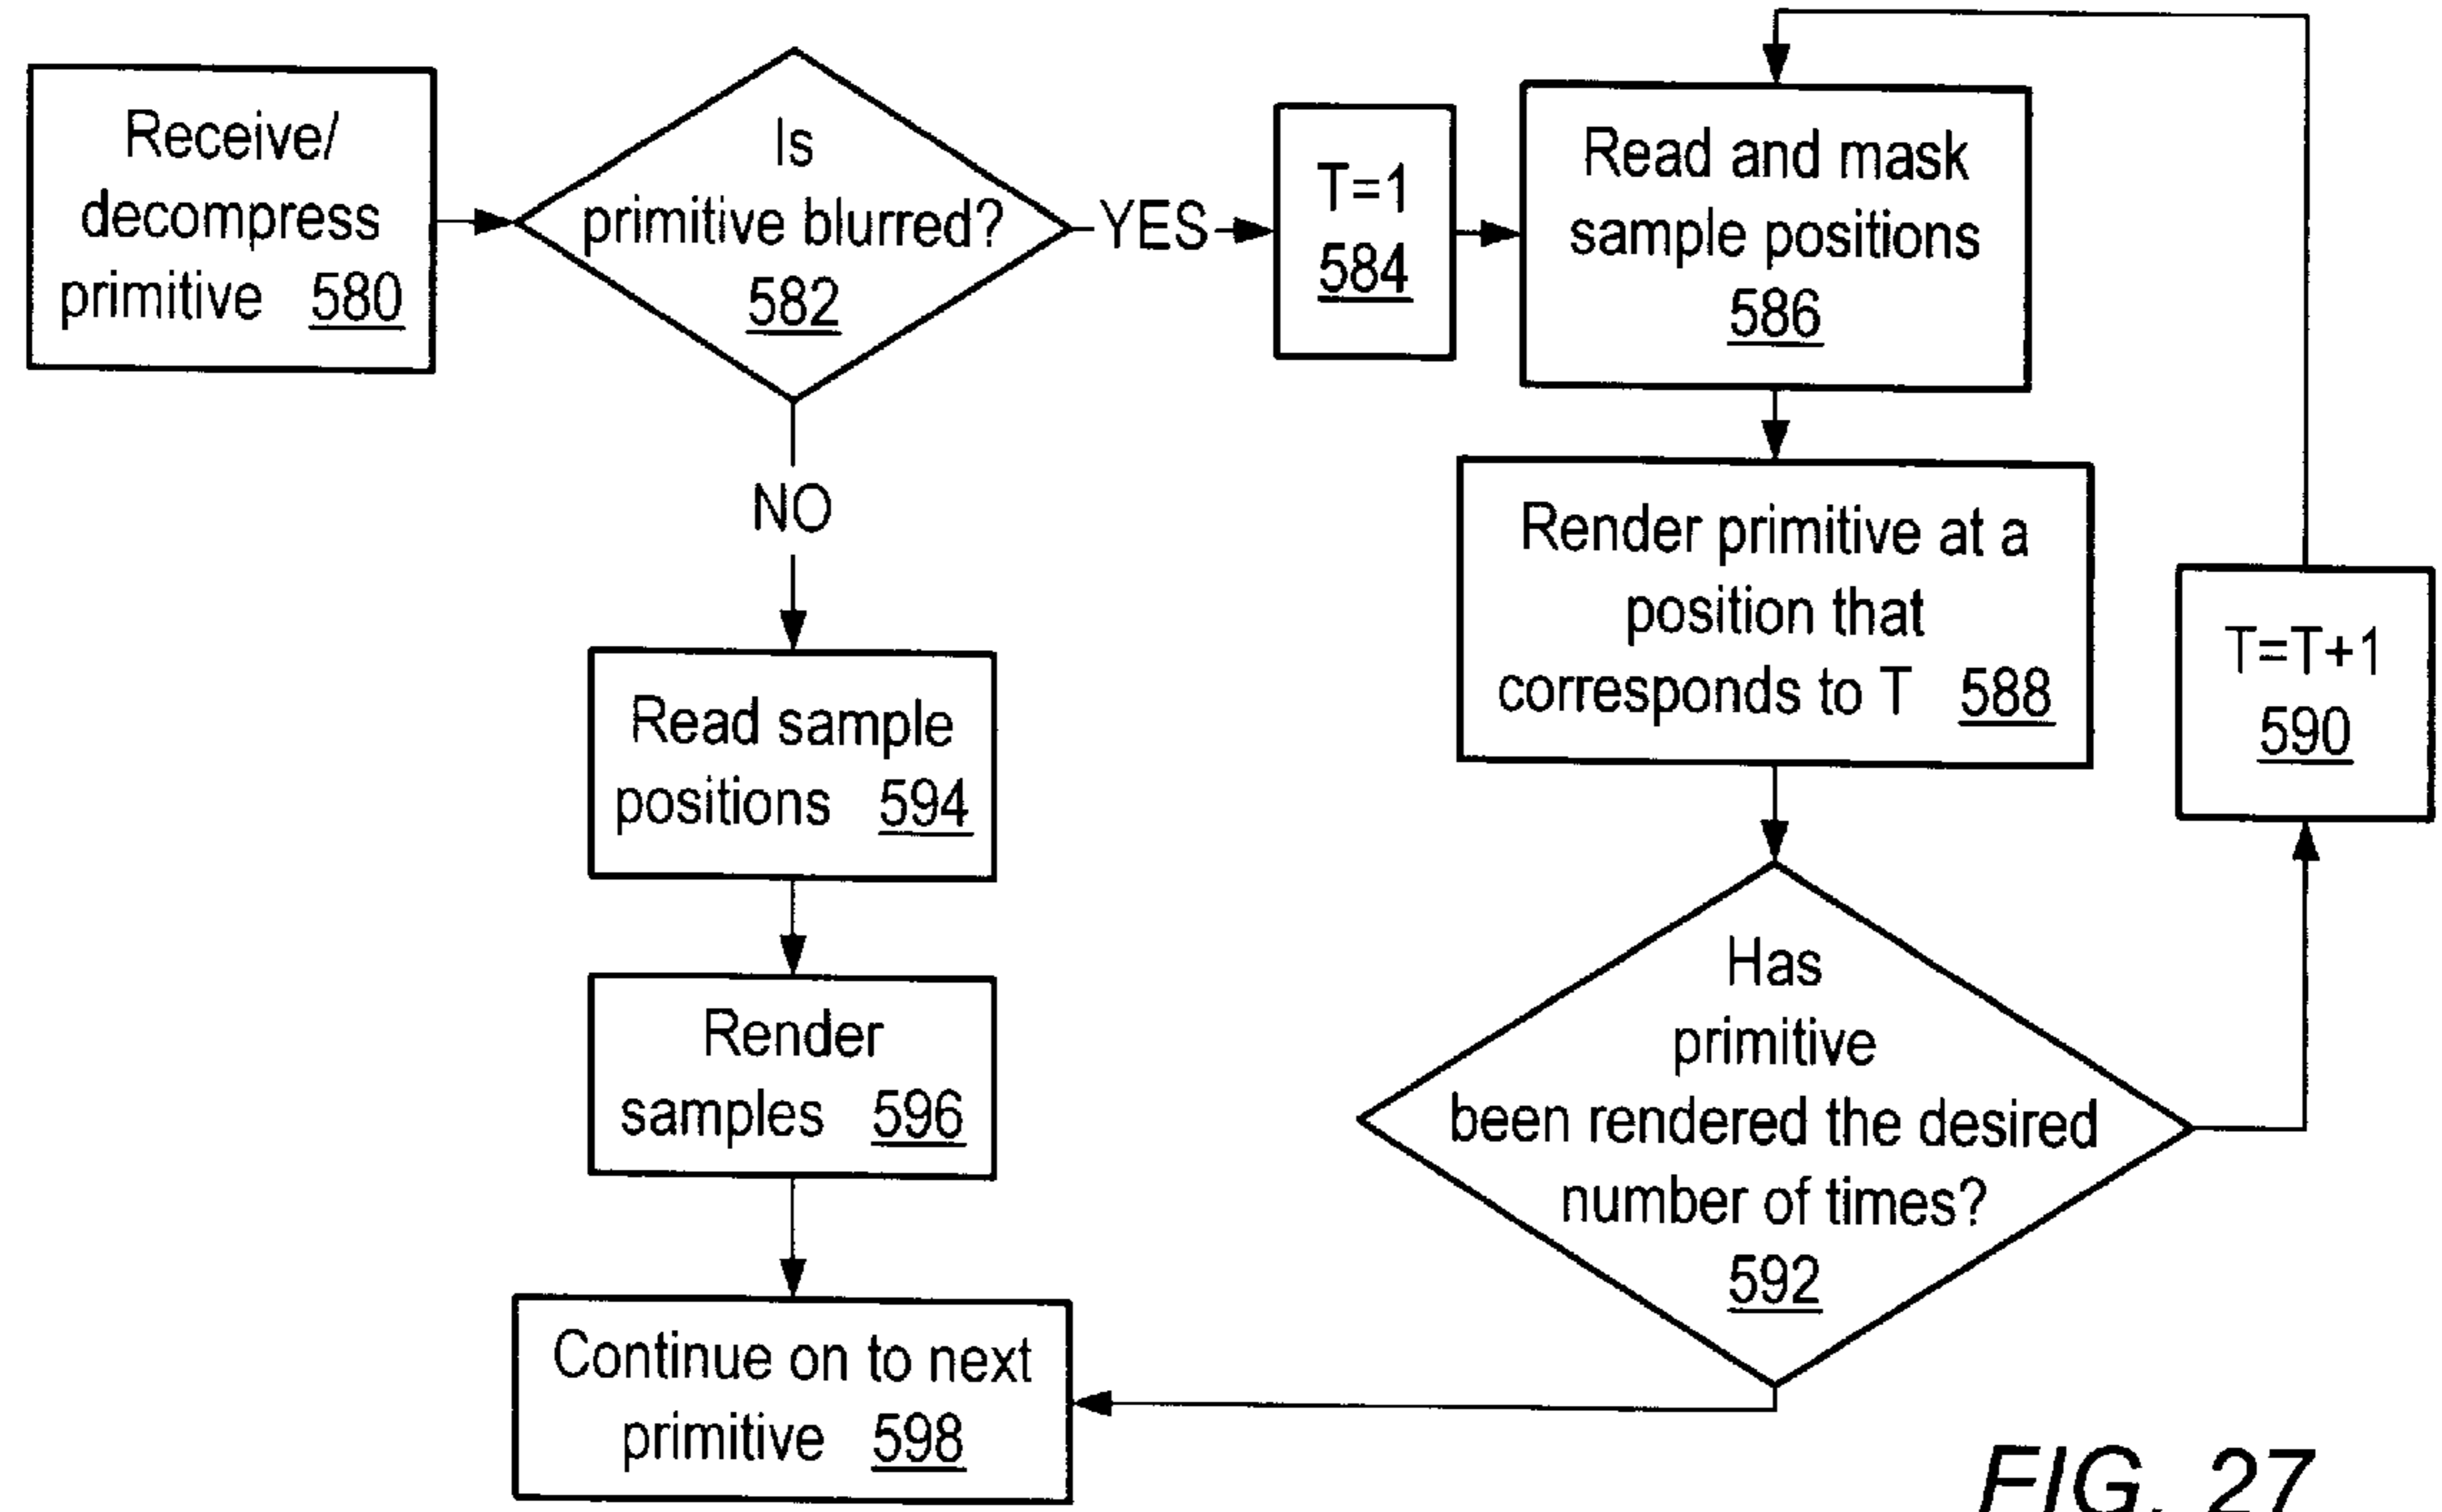 Receive/
decompress
primitive 580
Is
primitive blurred?
582
YES
T=1
584
Read and mask
sample positions
586
Render primitive at a
position that
corresponds to T 588
T=T+1
590
Has
primitive
been rendered the desired
number of times?
592
NO
Read sample
positions 594
Render
samples 596
Continue on to next
primitive 598
FIG. 27